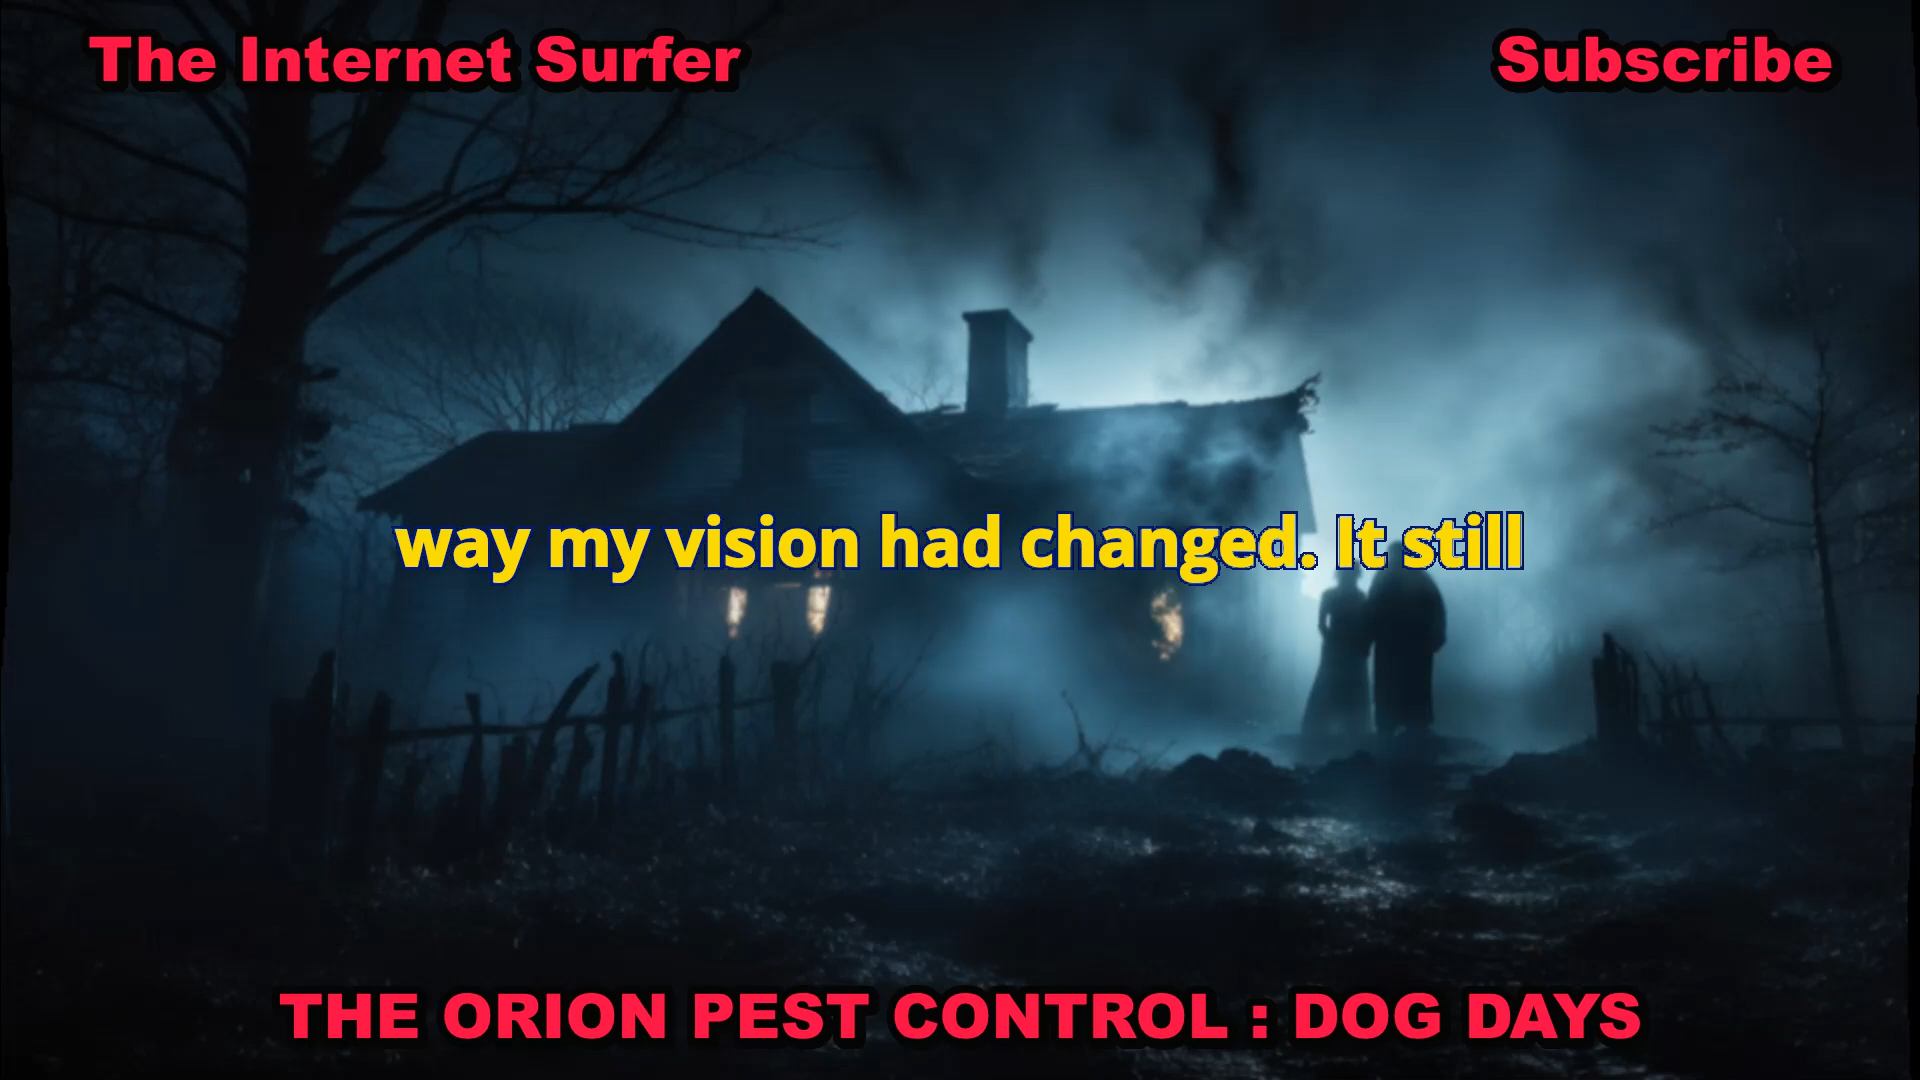 The Internet Surfer
Subscribe
way my vision had changed. It still
THE ORION PEST CONTROL : DOG DAYS